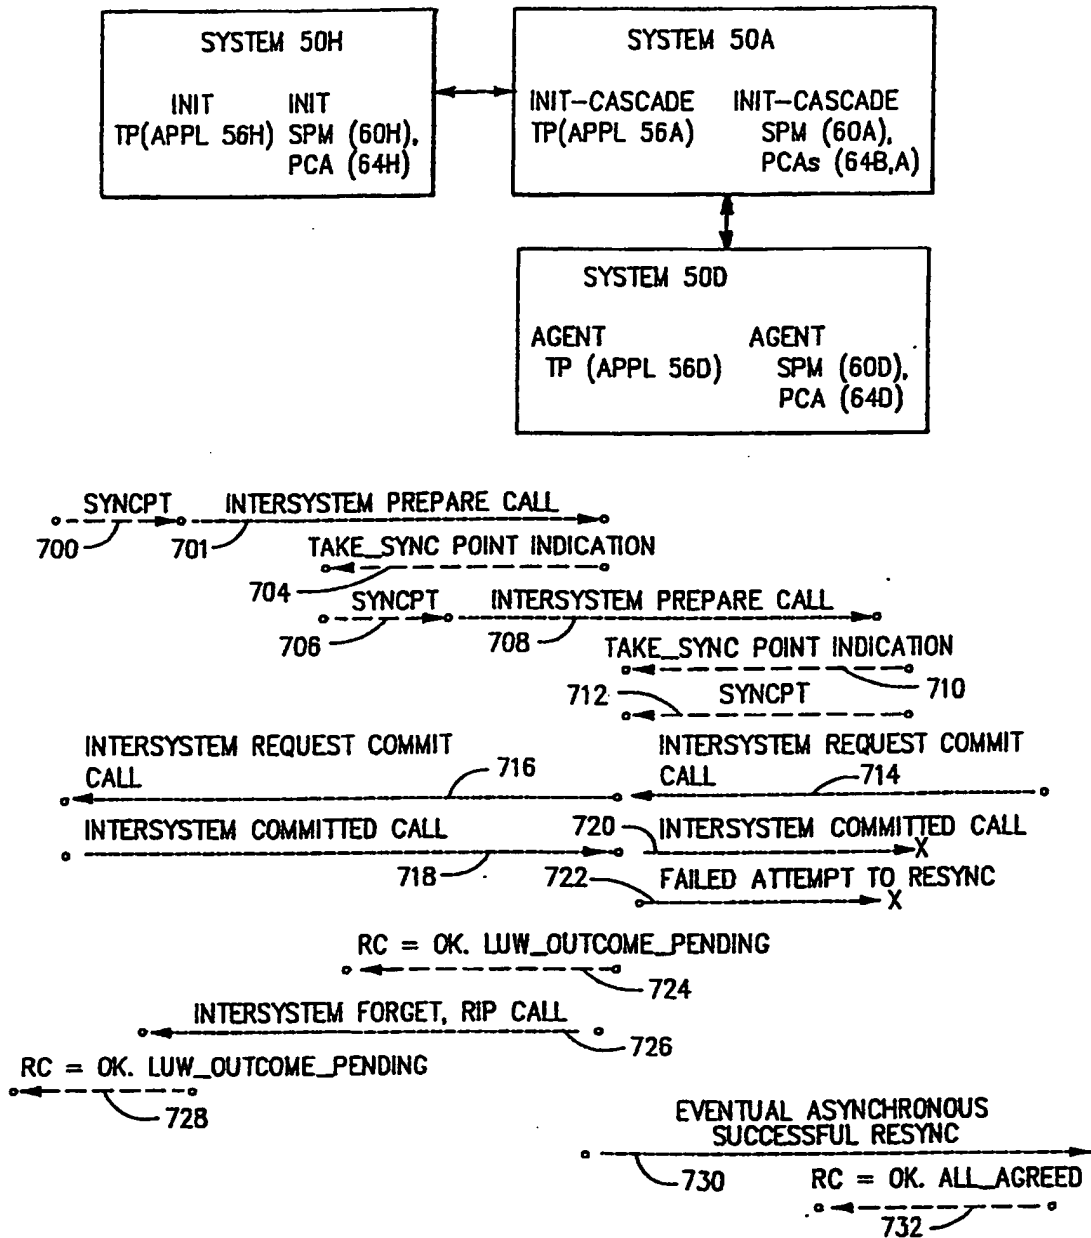 SYSTEM 50H
INIT INIT
TP(APPL 56H) SPM (60H),
PCA (64H)
SYSTEM 50A
INIT-CASCADE INIT-CASCADE
TP(APPL 56A) SPM (60A),
PCAs (64B,A)
SYSTEM 50D
AGENT AGENT
TP (APPL 56D) SPM (60D),
PCA (64D)
SYNCPT INTERSYSTEM PREPARE CALL
700 701
TAKE_SYNC POINT INDICATION
704
SYNCPT INTERSYSTEM PREPARE CALL
706 708
TAKE_SYNC POINT INDICATION
710
712 SYNCPT
INTERSYSTEM REQUEST COMMIT
CALL 716
INTERSYSTEM REQUEST COMMIT
CALL 714
INTERSYSTEM COMMITTED CALL
718
720 INTERSYSTEM COMMITTED CALL
X
722 FAILED ATTEMPT TO RESYNC
X
RC = OK. LUW_OUTCOME_PENDING
724
INTERSYSTEM FORGET, RIP CALL
726
RC = OK. LUW_OUTCOME_PENDING
728
EVENTUAL ASYNCHRONOUS
SUCCESSFUL RESYNC
730
RC = OK. ALL_AGREED
732